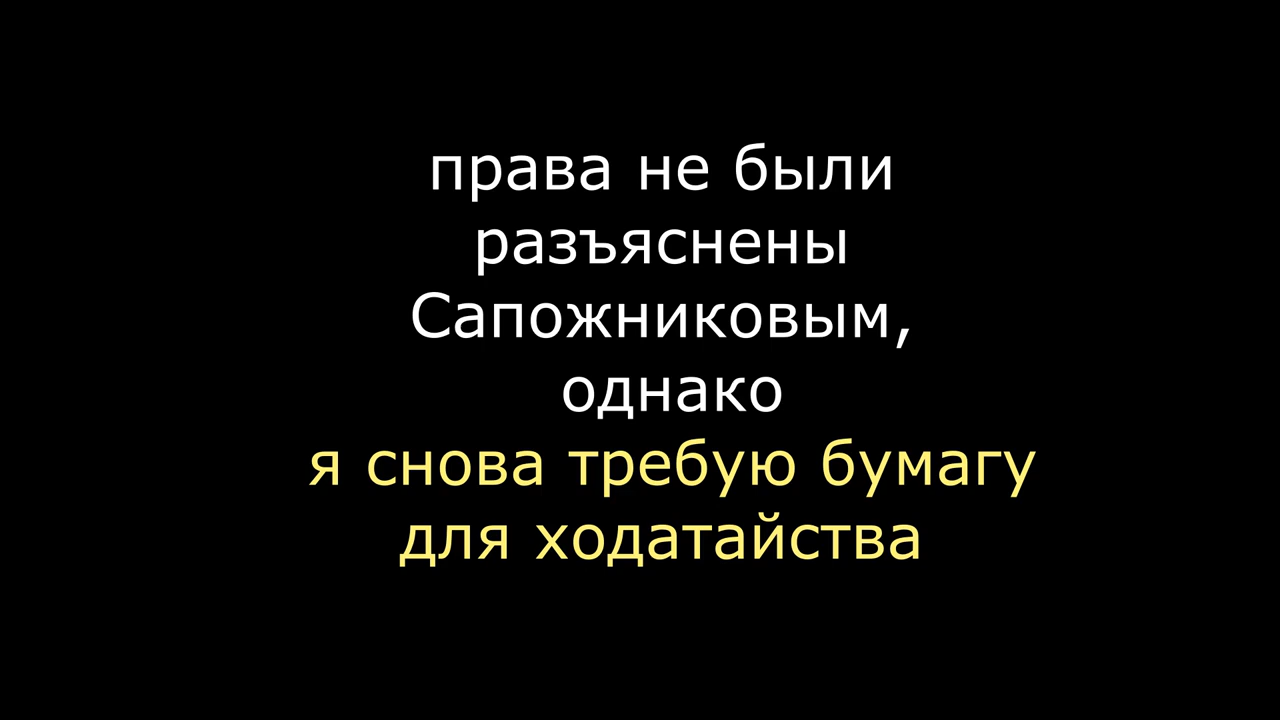 права не были
разъяснены
Сапожниковым,
однако
я снова требую бумагу
для ходатайства